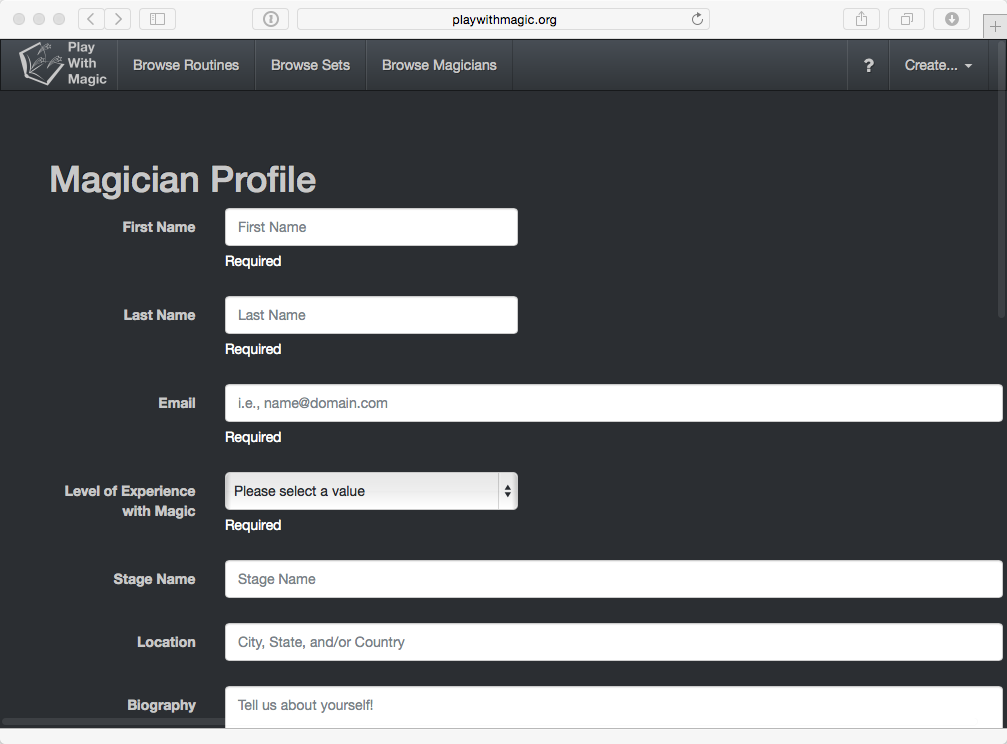 playwithmagic.org
Play
With
Magic
Browse Routines
Browse Sets
Browse Magicians
?
Create...
Magician Profile
First Name
First Name
Required
Last Name
Last Name
Required
Email
i.e., name@domain.com
Required
Level of Experience
with Magic
Please select a value
Required
Stage Name
Stage Name
Location
City, State, and/or Country
Biography
Tell us about yourself!